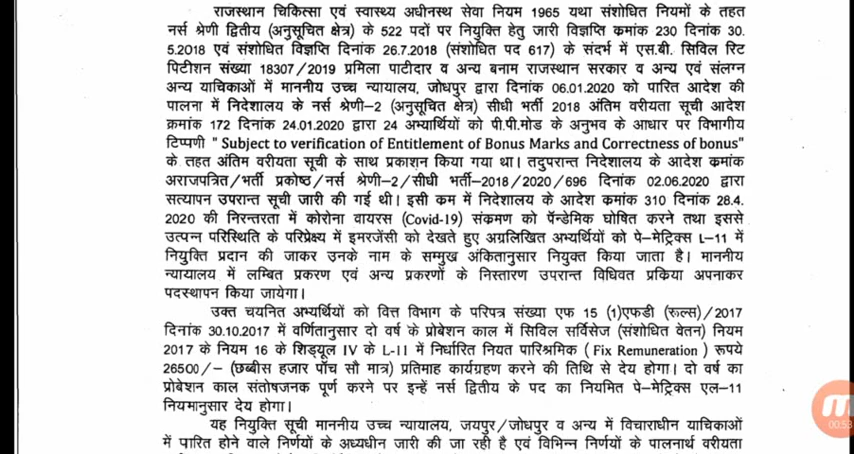 राजस्थान चिकित्सा एवं स्वास्थ्य अधीनस्थ सेवा नियम 1965 यथा संशोधित नियमों के तहत
नर्स श्रेणी द्वितीय (अनुसूचित क्षेत्र) के 522 पदों पर नियुक्ति हेतु जारी विज्ञप्ति कमांक 230 दिनांक 30.
5.2018 एवं संशोधित विज्ञप्ति दिनांक 26.7.2018 (संशोधित पद 617) के संदर्भ में एस.बी. सिविल रिट
पिटीशन संख्या 18307/2019 प्रमिला पाटीदार व अन्य बनाम राजस्थान सरकार व अन्य एवं संलग्न
अन्य याचिकाओं में माननीय उच्च न्यायालय, जोधपुर द्वारा दिनांक 06.01.2020 को पारित आदेश की
पालना में निदेशालय के नर्स श्रेणी-2 (अनुसूचित क्षेत्र) सीधी भर्ती 2018 अंतिम वरीयता सूची आदेश
क्रमांक 172 दिनांक 24.01.2020 द्वारा 24 अभ्यार्थियों को पी.पी.मोड के अनुभव के आधार पर विभागीय
टिप्पणी " Subject to verification of Entitlement of Bonus Marks and Correctness of bonus"
के तहत अंतिम वरीयता सूची के साथ प्रकाशन किया गया था। तदुपरान्त निदेशालय के आदेश कमांक
अराजपत्रित/भर्ती प्रकोष्ठ/नर्स श्रेणी-2/सीधी भर्ती-2018/2020/696 दिनांक 02.06.2020 द्वारा
सत्यापन उपरान्त सूची जारी की गई थी। इसी कम में निदेशालय के आदेश कमांक 310 दिनांक 28.4.
2020 की निरन्तरता में कोरोना वायरस (Covid-19) संकमण को पेंन्डेमिक घोषित करने तथा इससे
उत्पन्न परिस्थिति के परिप्रेक्ष्य में इमरजेंसी को देखते हुए अग्रलिखित अभ्यर्थियों को पे-मेट्रिक्स L-11 में
नियुक्ति प्रदान की जाकर उनके नाम के सम्मुख अंकितानुसार नियुक्त किया जाता है। माननीय
न्यायालय में लम्बित प्रकरण एवं अन्य प्रकरणों के निस्तारण उपरान्त विधिवत प्रकिया अपनाकर
पदस्थापन किया जायेगा।
उक्त चयनित अभ्यर्थियों को वित्त विभाग के परिपत्र संख्या एफ 15 (1)एफडी (रूल्स)/2017
दिनांक 30.10.2017 में वर्णितानुसार दो वर्ष के प्रोबेशन काल में सिविल सर्विसेज (संशोधित वेतन) नियम
2017 के नियम 16 के शिड्यूल IV के L-11 में निर्धारित नियत पारिश्रमिक ( Fix Remuneration ) रूपये
26500/- (छब्बीस हजार पॉंच सौ मात्र) प्रतिमाह कार्यग्रहण करने की तिथि से देय होगा। दो वर्ष का
प्रोबेशन काल संतोषजनक पूर्ण करने पर इन्हें नर्स द्वितीय के पद का नियमित पे-मेट्रिक्स एल-11
नियमानुसार देय होगा।
यह नियुक्ति सूची माननीय उच्च न्यायालय, जयपुर/जोधपुर व अन्य में विचाराधीन याचिकाओं
में पारित होने वाले निर्णयों के अध्यधीन जारी की जा रही है एवं विभिन्न निर्णयों के पालनार्थ वरीयता
00:53